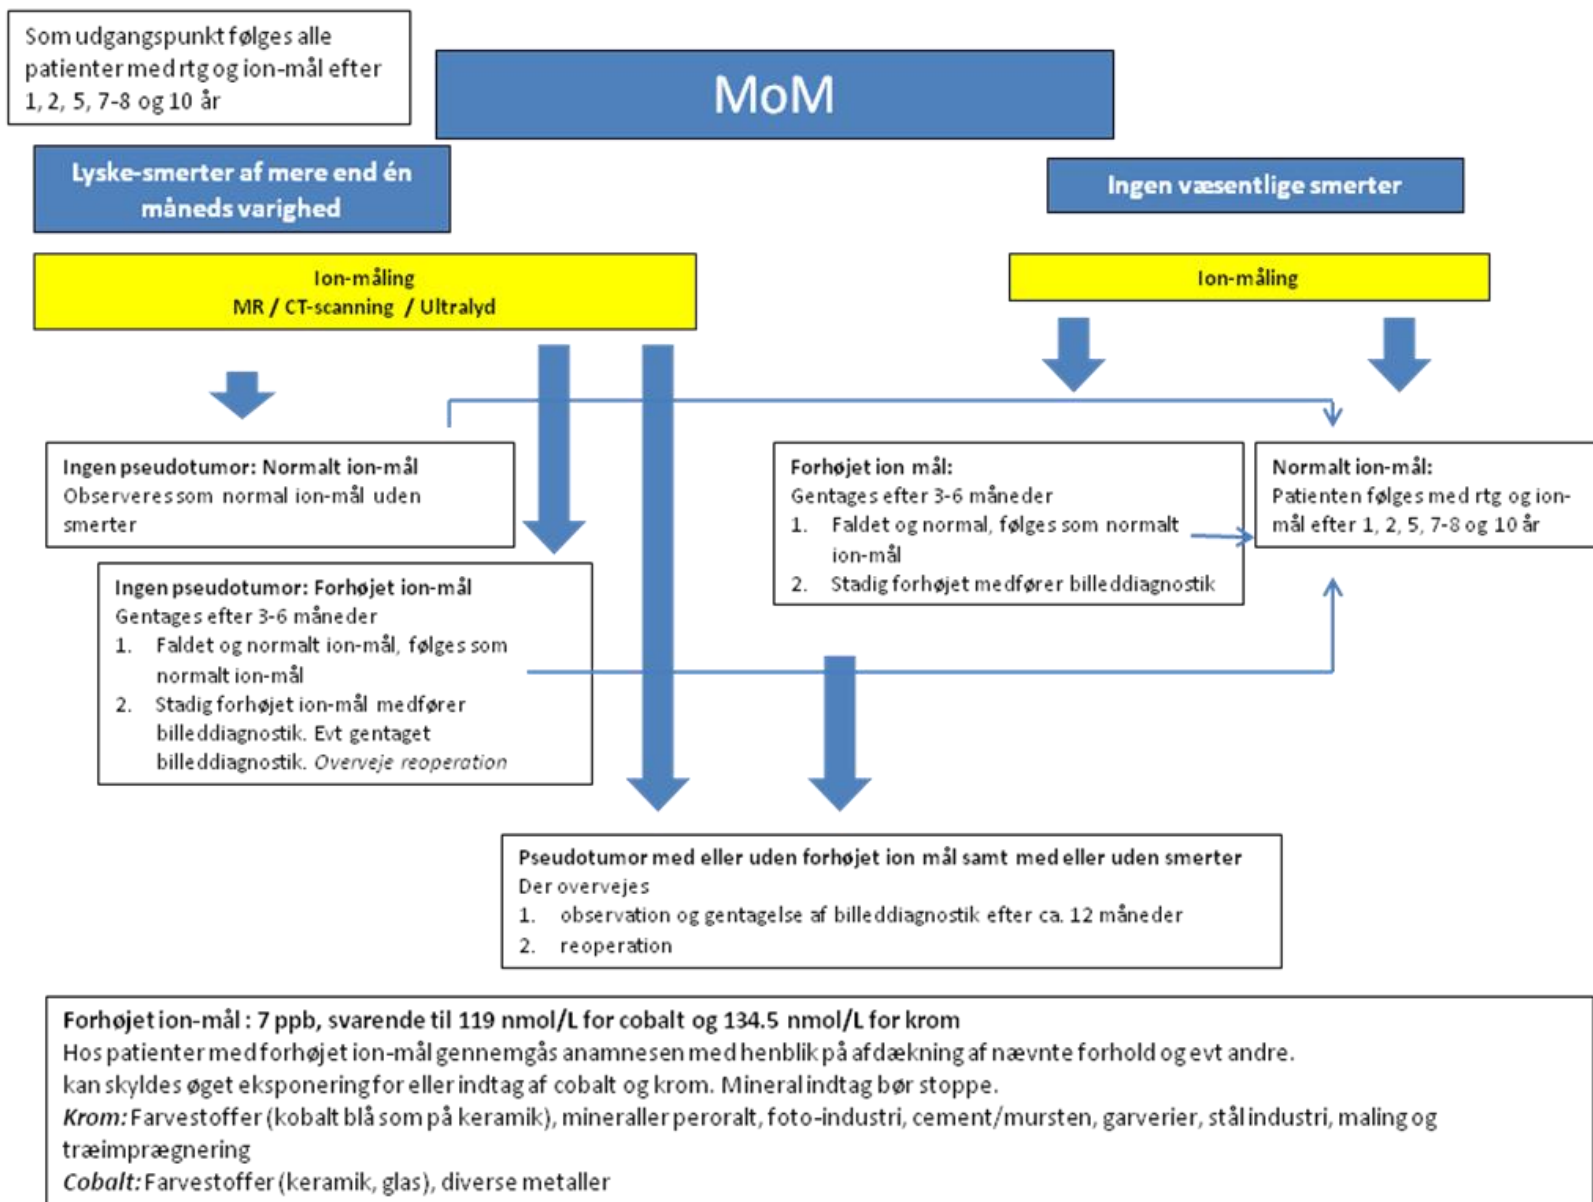 Som udgangspunkt følges alle
patienter med rtg og ion-mål efter
1, 2, 5, 7-8 og 10 år
MoM
Lyske-smerter af mere end én
måneds varighed
Ingen væsentlige smerter
Ion-måling
MR / CT-scanning / Ultralyd
Ion-måling
Ingen pseudotumor: Normalt ion-mål
Observeres som normal ion-mål uden
smerter
Forhøjet ion mål:
Gentages efter 3-6 måneder
1. Faldet og normal, følges som normalt
ion-mål
2. Stadig forhøjet medfører billeddiagnostik
Normalt ion-mål:
Patienten følges med rtg og ion-
mål efter 1, 2, 5, 7-8 og 10 år
Ingen pseudotumor: Forhøjet ion-mål
Gentages efter 3-6 måneder
1. Faldet og normalt ion-mål, følges som
normalt ion-mål
2. Stadig forhøjet ion-mål medfører
billeddiagnostik. Evt gentaget
billeddiagnostik. Overveje reoperation
Pseudotumor med eller uden forhøjet ion mål samt med eller uden smerter
Der overvejes
1. observation og gentagelse af billeddiagnostik efter ca. 12 måneder
2. reoperation
Forhøjet ion-mål : 7 ppb, svarende til 119 nmol/L for cobalt og 134.5 nmol/L for krom
Hos patienter med forhøjet ion-mål gennemgås anamnesen med henblik på afdækning af nævnte forhold og evt andre.
kan skyldes øget eksponering for eller indtag af cobalt og krom. Mineral indtag bør stoppe.
Krom: Farvestoffer (kobalt blå som på keramik), mineraller peroralt, foto-industri, cement/mursten, garverier, stål industri, maling og
træimprægnering
Cobalt: Farvestoffer (keramik, glas), diverse metaller